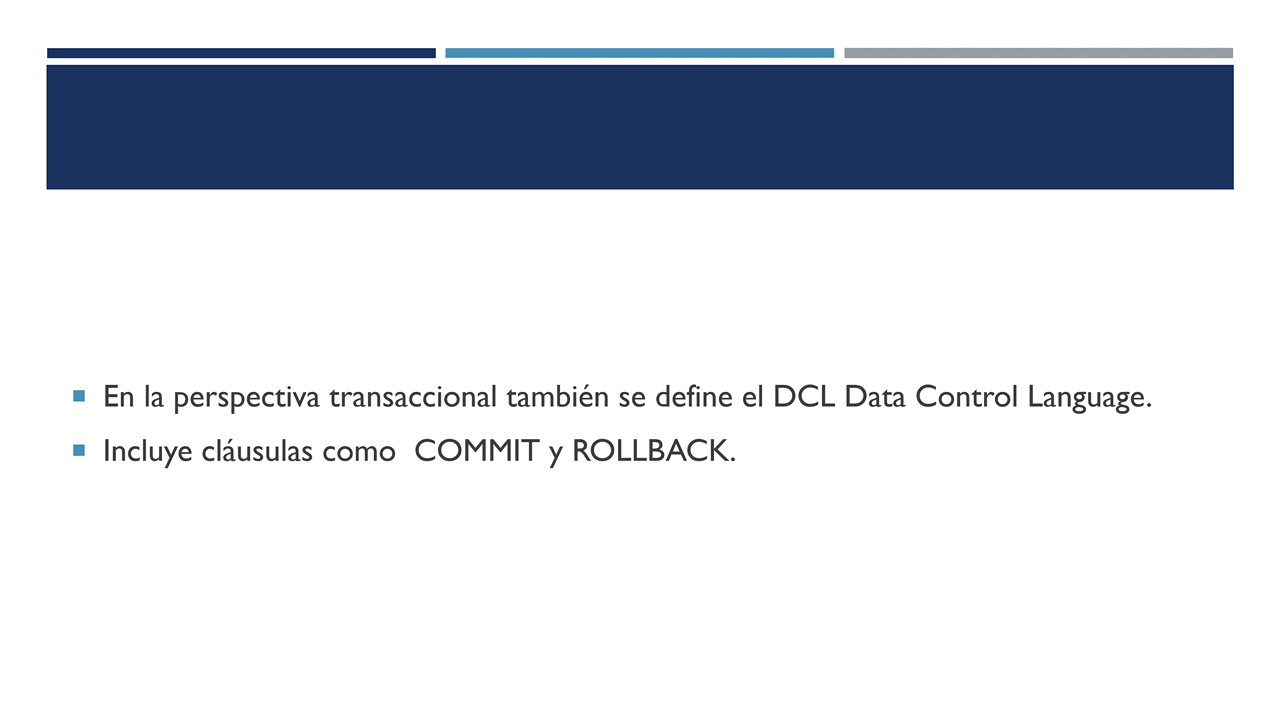 En la perspectiva transaccional también se define el DCL Data Control Language.
Incluye cláusulas como  COMMIT y ROLLBACK.